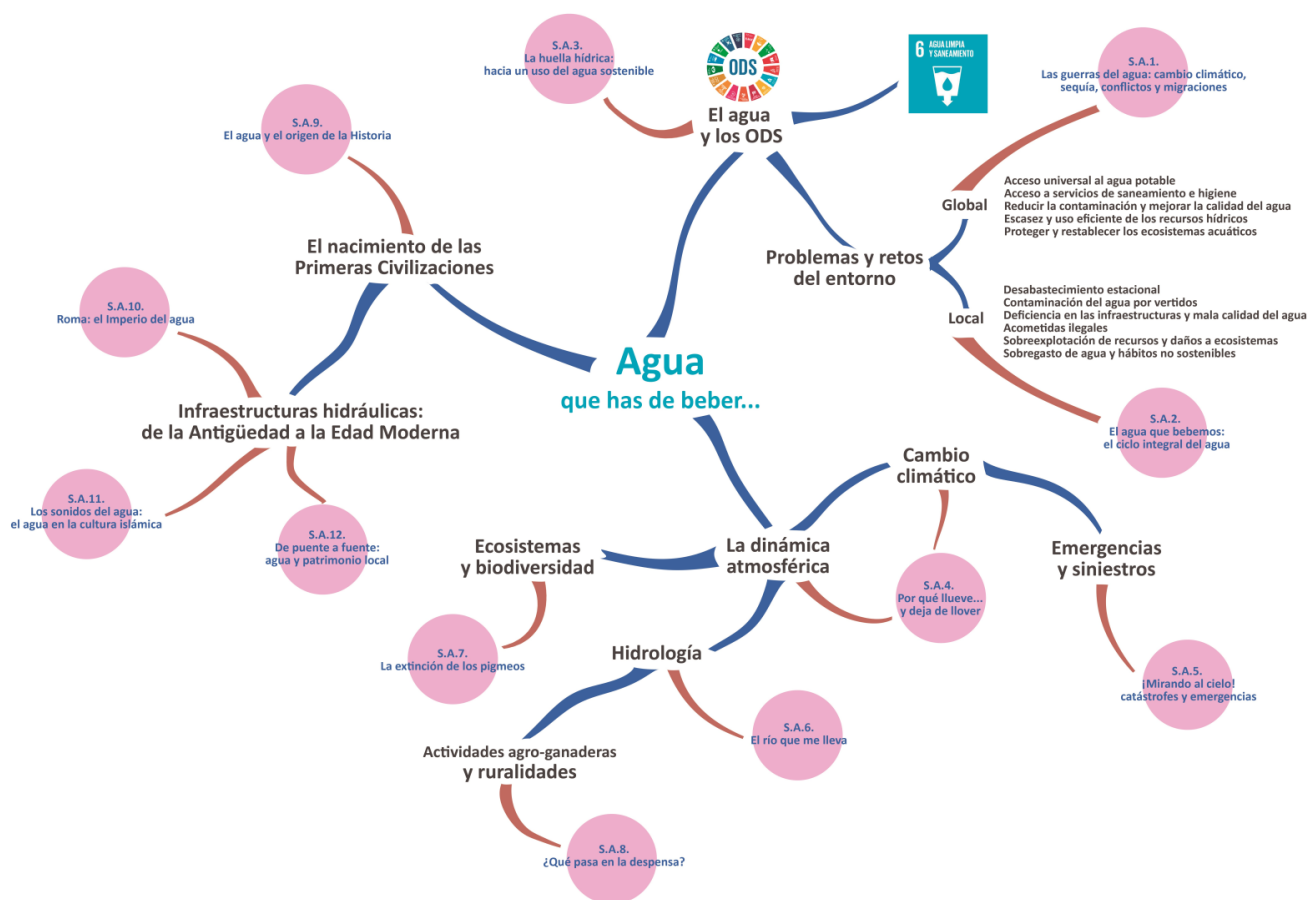 S.A.3.
La huella hídrica:
hacia un uso del agua sostenible
ODS
El agua
y los ODS
6 AGUA LIMPIA
Y SANEAMIENTO
S.A.1.
Las guerras del agua: cambio climático,
sequía, conflictos y migraciones
S.A.9.
El agua y el origen de la Historia
Global
Acceso universal al agua potable
Acceso a servicios de saneamiento e higiene
Reducir la contaminación y mejorar la calidad del agua
Escasez y uso eficiente de los recursos hídricos
Proteger y restablecer los ecosistemas acuáticos
El nacimiento de las
Primeras Civilizaciones
Problemas y retos
del entorno
Local
Desabastecimiento estacional
Contaminación del agua por vertidos
Deficiencia en las infraestructuras y mala calidad del agua
Acometidas ilegales
Sobreexplotación de recursos y daños a ecosistemas
Sobregasto de agua y hábitos no sostenibles
S.A.10.
Roma: el Imperio del agua
Agua
que has de beber...
Infraestructuras hidráulicas:
de la Antigüedad a la Edad Moderna
S.A.2.
El agua que bebemos:
el ciclo integral del agua
Cambio
climático
S.A.11.
Los sonidos del agua:
el agua en la cultura islámica
S.A.12.
De puente a fuente:
agua y patrimonio local
Ecosistemas
y biodiversidad
La dinámica
atmosférica
Emergencias
y siniestros
S.A.4.
Por qué llueve...
y deja de llover
S.A.7.
La extinción de los pigmeos
Hidrología
S.A.5.
¡Mirando al cielo!
catástrofes y emergencias
S.A.6.
El río que me lleva
Actividades agro-ganaderas
y ruralidades
S.A.8.
¿Qué pasa en la despensa?